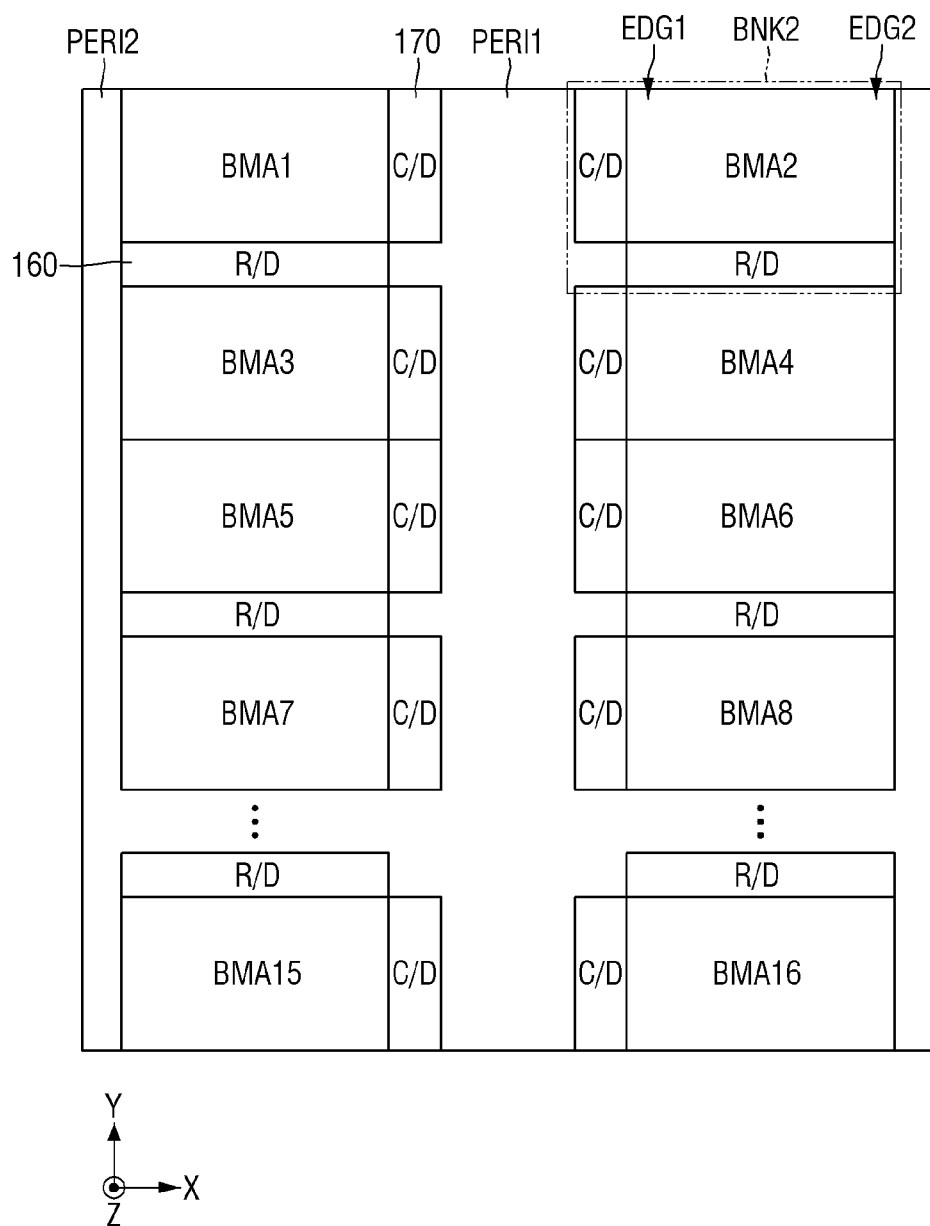 PERI2 170 PERI1 EDG1 BNK2 EDG2
BMA1 C/D C/D BMA2
160 R/D R/D
BMA3 C/D C/D BMA4
BMA5 C/D C/D BMA6
R/D R/D
BMA7 C/D C/D BMA8
R/D R/D
BMA15 C/D C/D BMA16
Y
X
Z